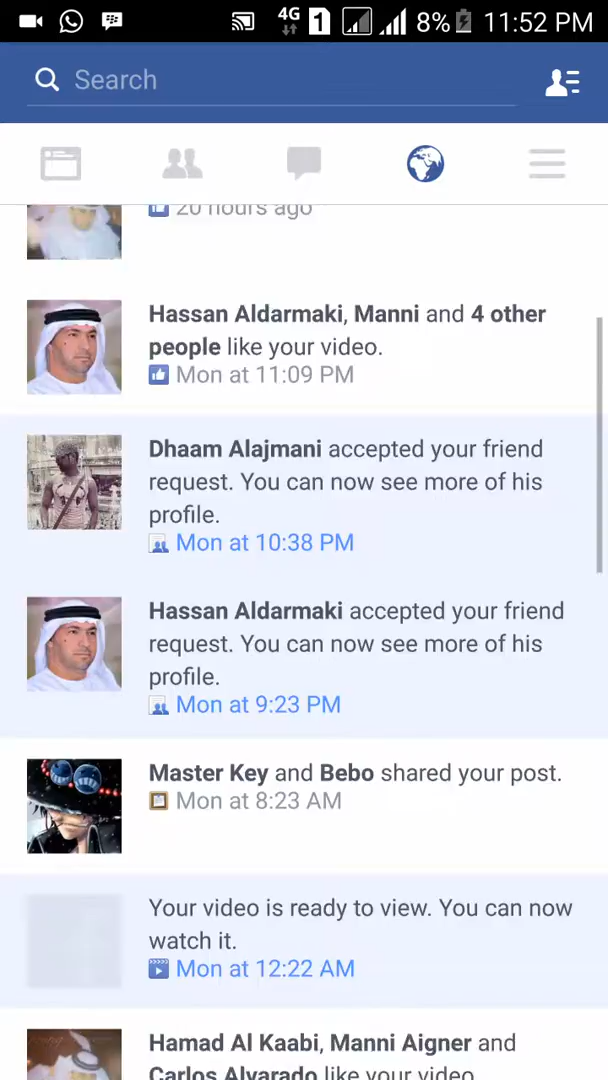 4G 1 8% 11:52 PM
Search
20 hours ago
Hassan Aldarmaki, Manni and 4 other
people like your video.
Mon at 11:09 PM
Dhaam Alajmani accepted your friend
request. You can now see more of his
profile.
Mon at 10:38 PM
Hassan Aldarmaki accepted your friend
request. You can now see more of his
profile.
Mon at 9:23 PM
Master Key and Bebo shared your post.
Mon at 8:23 AM
Your video is ready to view. You can now
watch it.
Mon at 12:22 AM
Hamad Al Kaabi, Manni Aigner and
Carlos Alvarado like your video.